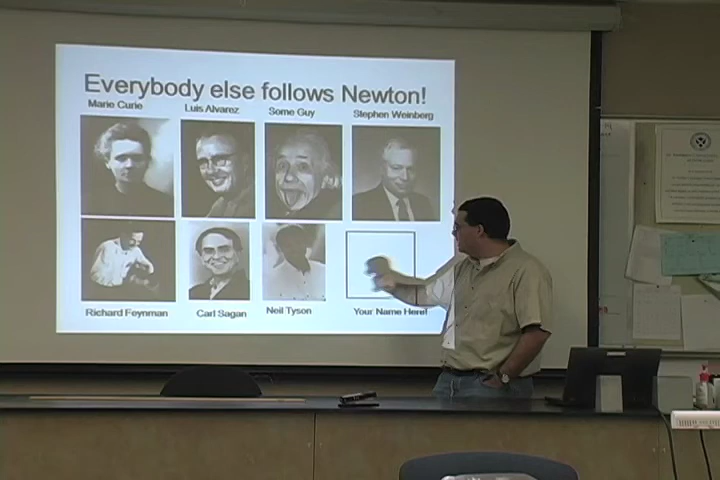 Everybody else follows Newton!
Marie Curie
Luis Alvarez
Some Guy
Stephen Weinberg
Richard Feynman
Carl Sagan
Neil Tyson
Your Name Here!